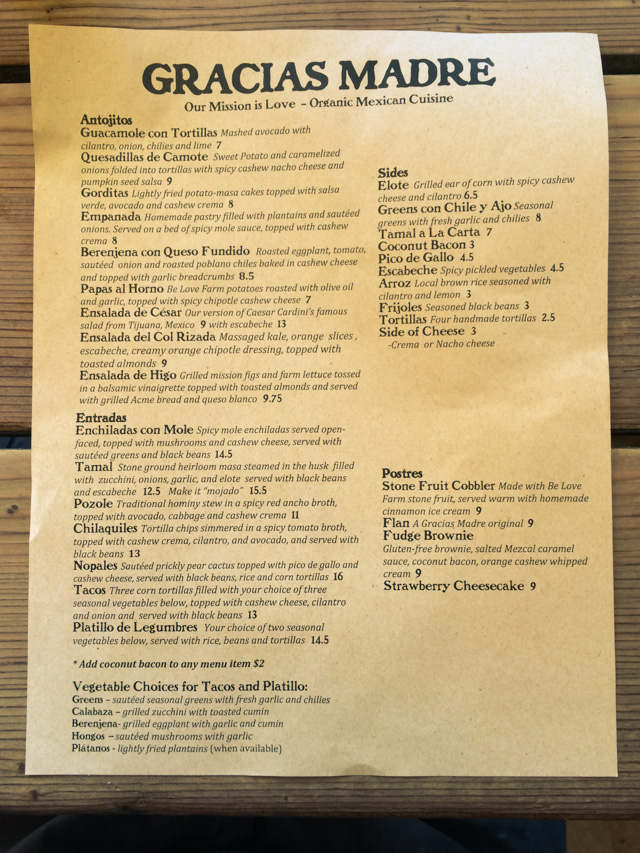 GRACIAS MADRE
Our Mission is Love - Organic Mexican Cuisine
Antojitos
Guacamole con Tortillas Mashed avocado with
cilantro, onion, chilies and lime 7
Quesadillas de Camote Sweet Potato and caramelized
onions folded into tortillas with spicy cashew nacho cheese and
pumpkin seed salsa 9
Gorditas Lightly fried potato-masa cakes topped with salsa
verde, avocado and cashew crema 8
Empanada Homemade pastry filled with plantains and sautéed
onions. Served on a bed of spicy mole sauce, topped with cashew
crema 8
Berenjena con Queso Fundido Roasted eggplant, tomato,
sautéed onion and roasted poblano chiles baked in cashew cheese
and topped with garlic breadcrumbs 8.5
Papas al Horno Be Love Farm potatoes roasted with olive oil
and garlic, topped with spicy chipotle cashew cheese 7
Ensalada de César Our version of Caesar Cardini's famous
salad from Tijuana, Mexico 9 with escabeche 13
Ensalada del Col Rizada Massaged kale, orange slices ,
escabeche, creamy orange chipotle dressing, topped with
toasted almonds 9
Ensalada de Higo Grilled mission figs and farm lettuce tossed
in a balsamic vinaigrette topped with toasted almonds and served
with grilled Acme bread and queso blanco 9.75
Entradas
Enchiladas con Mole Spicy mole enchiladas served open-
faced, topped with mushrooms and cashew cheese, served with
sautéed greens and black beans 14.5
Tamal Stone ground heirloom masa steamed in the husk filled
with zucchini, onions, garlic, and elote served with black beans
and escabeche 12.5 Make it "mojado" 15.5
Pozole Traditional hominy stew in a spicy red ancho broth,
topped with avocado, cabbage and cashew crema 11
Chilaquiles Tortilla chips simmered in a spicy tomato broth,
topped with cashew crema, cilantro, and avocado, and served with
black beans 13
Nopales Sautéed prickly pear cactus topped with pico de gallo and
cashew cheese, served with black beans, rice and corn tortillas 16
Tacos Three corn tortillas filled with your choice of three
seasonal vegetables below, topped with cashew cheese, cilantro
and onion and served with black beans 13
Platillo de Legumbres Your choice of two seasonal
vegetables below, served with rice, beans and tortillas 14.5
* Add coconut bacon to any menu item $2
Vegetable Choices for Tacos and Platillo:
Greens – sautéed seasonal greens with fresh garlic and chilies
Calabaza – grilled zucchini with toasted cumin
Berenjena- grilled eggplant with garlic and cumin
Hongos – sautéed mushrooms with garlic
Plátanos - lightly fried plantains (when available)
Sides
Elote Grilled ear of corn with spicy cashew
cheese and cilantro 6.5
Greens con Chile y Ajo Seasonal
greens with fresh garlic and chilies 8
Tamal a La Carta 7
Coconut Bacon 3
Pico de Gallo 4.5
Escabeche Spicy pickled vegetables 4.5
Arroz Local brown rice seasoned with
cilantro and lemon 3
Frijoles Seasoned black beans 3
Tortillas Four handmade tortillas 2.5
Side of Cheese 3
-Crema or Nacho cheese
Postres
Stone Fruit Cobbler Made with Be Love
Farm stone fruit, served warm with homemade
cinnamon ice cream 9
Flan A Gracias Madre original 9
Fudge Brownie
Gluten-free brownie, salted Mezcal caramel
sauce, coconut bacon, orange cashew whipped
cream 9
Strawberry Cheesecake 9